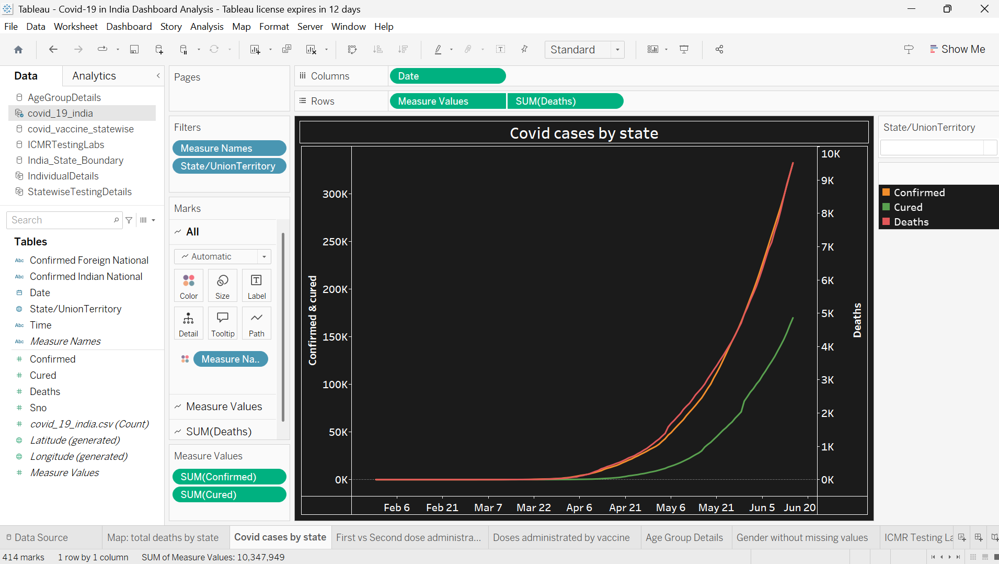 Tableau - Covid-19 in India Dashboard Analysis - Tableau license expires in 12 days
File Data Worksheet Dashboard Story Analysis Map Format Server Window Help
Standard
Show Me
Data
Analytics
AgeGroupDetails
covid_19_india
covid_vaccine_statewise
ICMRTestingLabs
India_State_Boundary
IndividualDetails
StatewiseTestingDetails
Search
Tables
Abc Confirmed Foreign National
Abc Confirmed Indian National
Date
State/UnionTerritory
Abc Time
Abc Measure Names
# Confirmed
# Cured
# Deaths
# Sno
# covid_19_india.csv (Count)
Latitude (generated)
Longitude (generated)
# Measure Values
Pages
Filters
Measure Names
State/UnionTerritory
Marks
All
Automatic
Color Size Label
Detail Tooltip Path
Measure Na..
Measure Values
SUM(Deaths)
Measure Values
SUM(Confirmed)
SUM(Cured)
Columns
Date
Rows
Measure Values
SUM(Deaths)
Covid cases by state
Confirmed & cured
300K
250K
200K
150K
100K
50K
0K
10K
9K
8K
7K
6K
5K
4K
3K
2K
1K
0K
Deaths
Feb 6 Feb 21 Mar 7 Mar 22 Apr 6 Apr 21 May 6 May 21 Jun 5 Jun 20
State/UnionTerritory
Confirmed
Cured
Deaths
Data Source
Map: total deaths by state
Covid cases by state
First vs Second dose administra...
Doses administrated by vaccine
Age Group Details
Gender without missing values
ICMR Testing La
414 marks
1 row by 1 column
SUM of Measure Values: 10,347,949